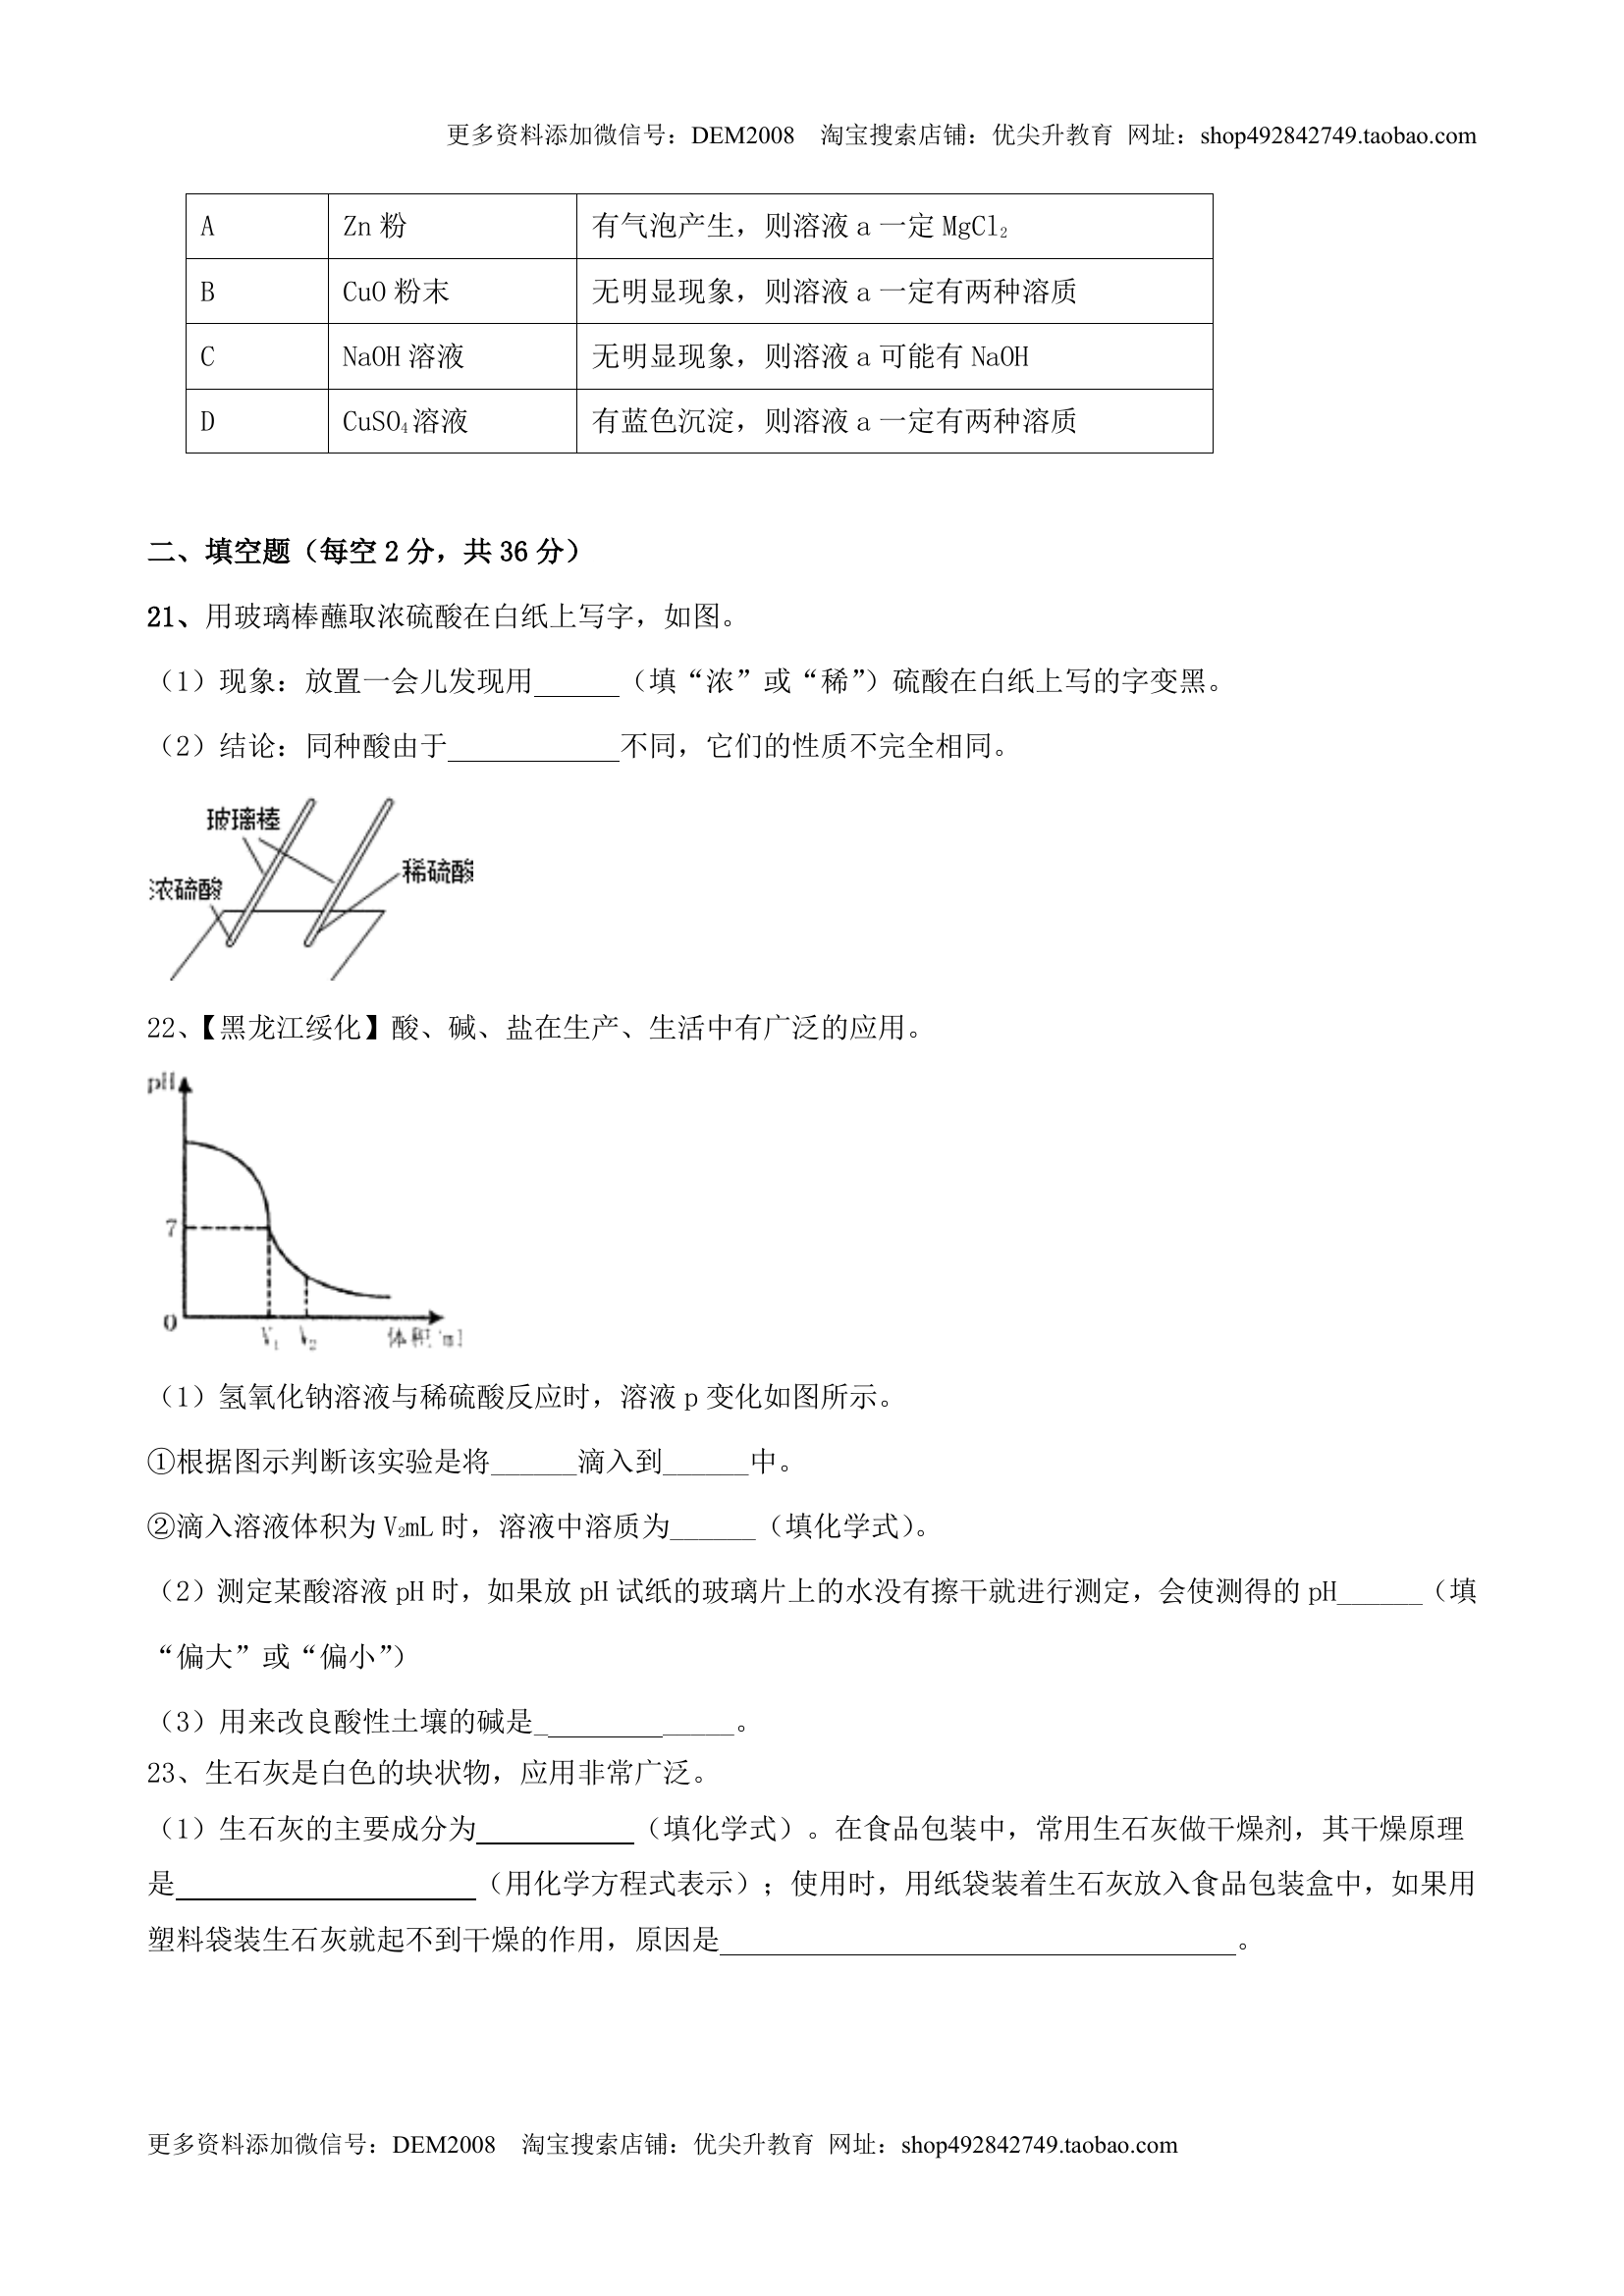 更多资料添加微信号：DEM2008 淘宝搜索店铺：优尖升教育 网址：shop492842749.taobao.com
A Zn 粉 有气泡产生，则溶液 a 一定 MgCl₂
B CuO 粉末 无明显现象，则溶液 a 一定有两种溶质
C NaOH 溶液 无明显现象，则溶液 a 可能有 NaOH
D CuSO₄ 溶液 有蓝色沉淀，则溶液 a 一定有两种溶质
二、填空题（每空 2 分，共 36 分）
21、用玻璃棒蘸取浓硫酸在白纸上写字，如图。
（1）现象：放置一会儿发现用______（填“浓”或“稀”）硫酸在白纸上写的字变黑。
（2）结论：同种酸由于____________不同，它们的性质不完全相同。
玻璃棒
稀硫酸
浓硫酸
22、【黑龙江绥化】酸、碱、盐在生产、生活中有广泛的应用。
pH
7
0
V₁ V₂ 体积/ml
（1）氢氧化钠溶液与稀硫酸反应时，溶液 p 变化如图所示。
①根据图示判断该实验是将______滴入到______中。
②滴入溶液体积为 V₂mL 时，溶液中溶质为______（填化学式）。
（2）测定某酸溶液 pH 时，如果放 pH 试纸的玻璃片上的水没有擦干就进行测定，会使测得的 pH______（填
“偏大”或“偏小”）
（3）用来改良酸性土壤的碱是______________。
23、生石灰是白色的块状物，应用非常广泛。
（1）生石灰的主要成分为___________（填化学式）。在食品包装中，常用生石灰做干燥剂，其干燥原理
是_____________________（用化学方程式表示）；使用时，用纸袋装着生石灰放入食品包装盒中，如果用
塑料袋装生石灰就起不到干燥的作用，原因是____________________________________。
更多资料添加微信号：DEM2008 淘宝搜索店铺：优尖升教育 网址：shop492842749.taobao.com